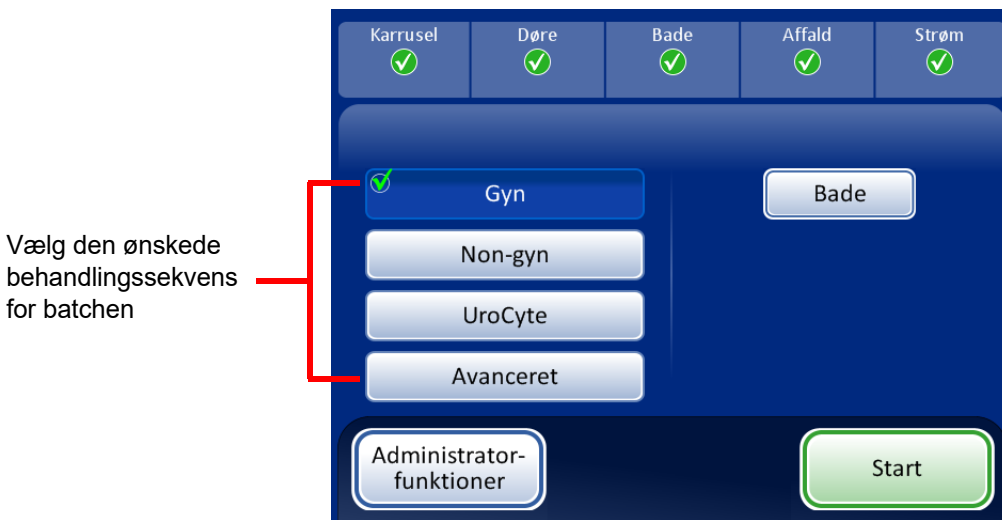 Karrusel Døre Bade Affald Strøm
Vælg den ønskede
behandlingssekvens
for batchen
Gyn
Non-gyn
UroCyte
Avanceret
Bade
Administrator-
funktioner
Start